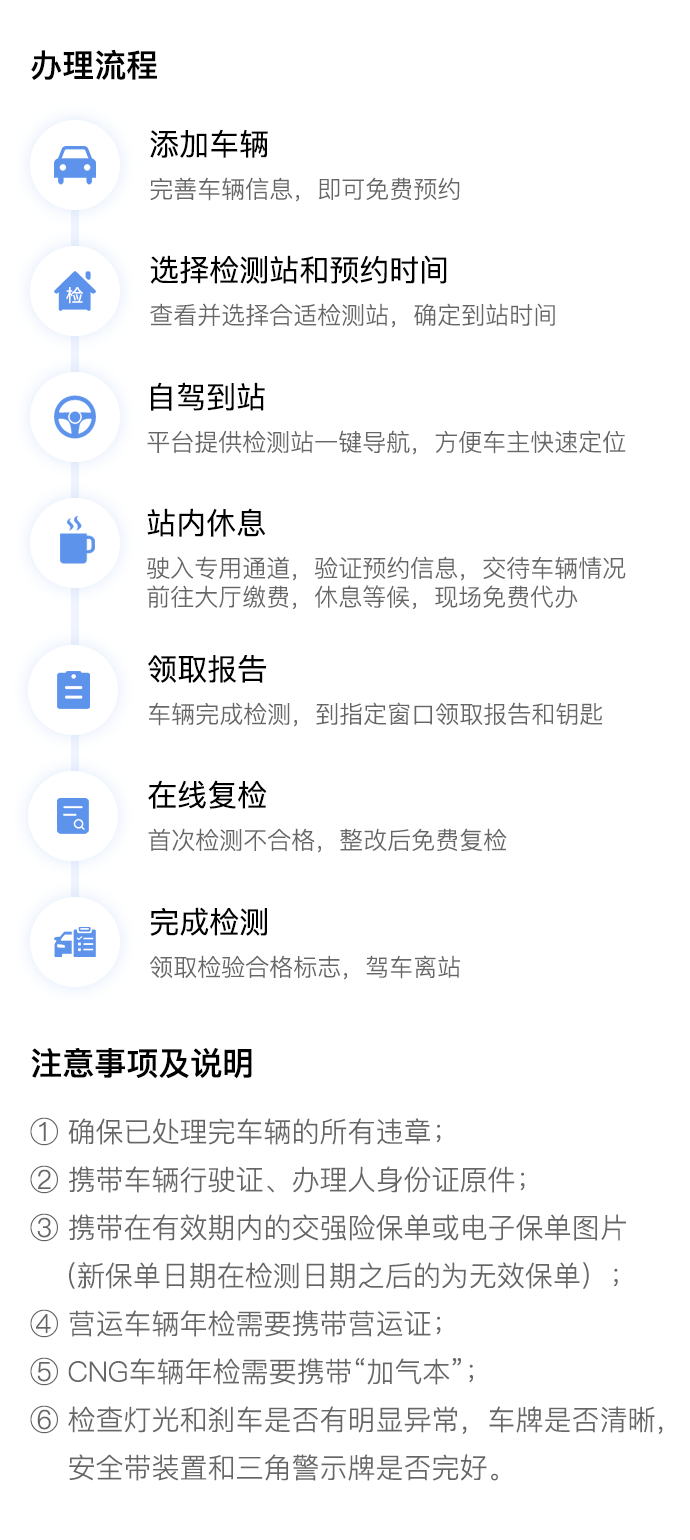 办理流程
添加车辆
完善车辆信息，即可免费预约
检
选择检测站和预约时间
查看并选择合适检测站，确定到站时间
自驾到站
平台提供检测站一键导航，方便车主快速定位
站内休息
驶入专用通道，验证预约信息，交待车辆情况
前往大厅缴费，休息等候，现场免费代办
领取报告
车辆完成检测，到指定窗口领取报告和钥匙
在线复检
首次检测不合格，整改后免费复检
完成检测
领取检验合格标志，驾车离站
注意事项及说明
① 确保已处理完车辆的所有违章；
② 携带车辆行驶证、办理人身份证原件；
③ 携带在有效期内的交强险保单或电子保单图片
（新保单日期在检测日期之后的为无效保单）；
④ 营运车辆年检需要携带营运证；
⑤ CNG车辆年检需要携带“加气本”；
⑥ 检查灯光和刹车是否有明显异常，车牌是否清晰，
安全带装置和三角警示牌是否完好。